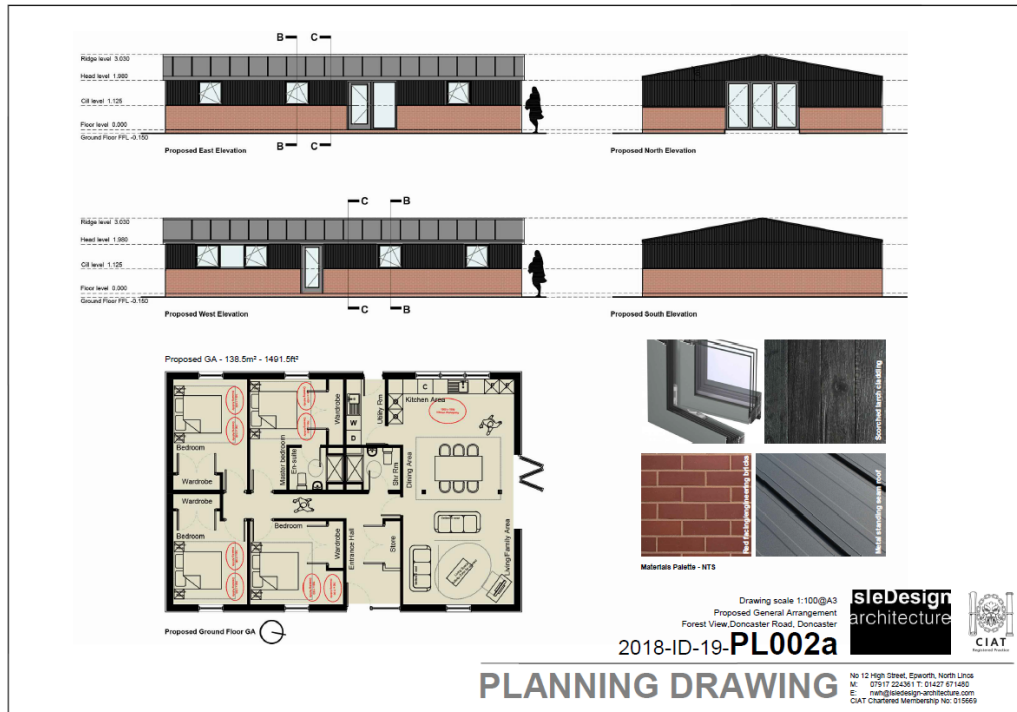 B
C
Ridge level 3.030
Head level 1.980
Cill level 1.125
Floor level 0.000
Ground Floor FFL -0.150
B
C
Proposed East Elevation
Proposed North Elevation
C
B
Ridge level 3.030
Head level 1.980
Cill level 1.125
Floor level 0.000
Ground Floor FFL -0.150
C
B
Proposed West Elevation
Proposed South Elevation
Proposed GA - 138.5m² - 1491.5ft²
Bedroom
Wardrobe
Master bedroom
Wardrobe
En-suite
W
D
Utility Rm
C
Kitchen Area
Dining Area
Shr Rm
Wardrobe
Bedroom
Bedroom
Wardrobe
Entrance Hall
Store
Living/Family Area
Proposed Ground Floor GA
Scorched larch cladding
Red facing/engineering bricks
Metal standing seam roof
Materials Palette - NTS
Drawing scale 1:100@A3
Proposed General Arrangement
Forest View,Doncaster Road, Doncaster
2018-ID-19-PL002a
sleDesign
architecture
CIAT
Registered Practice
PLANNING DRAWING
No 12 High Street, Epworth, North Lincs
M: 07917 224361 T: 01427 671480
E: nwh@isledesign-architecture.com
CIAT Chartered Membership No: 015669